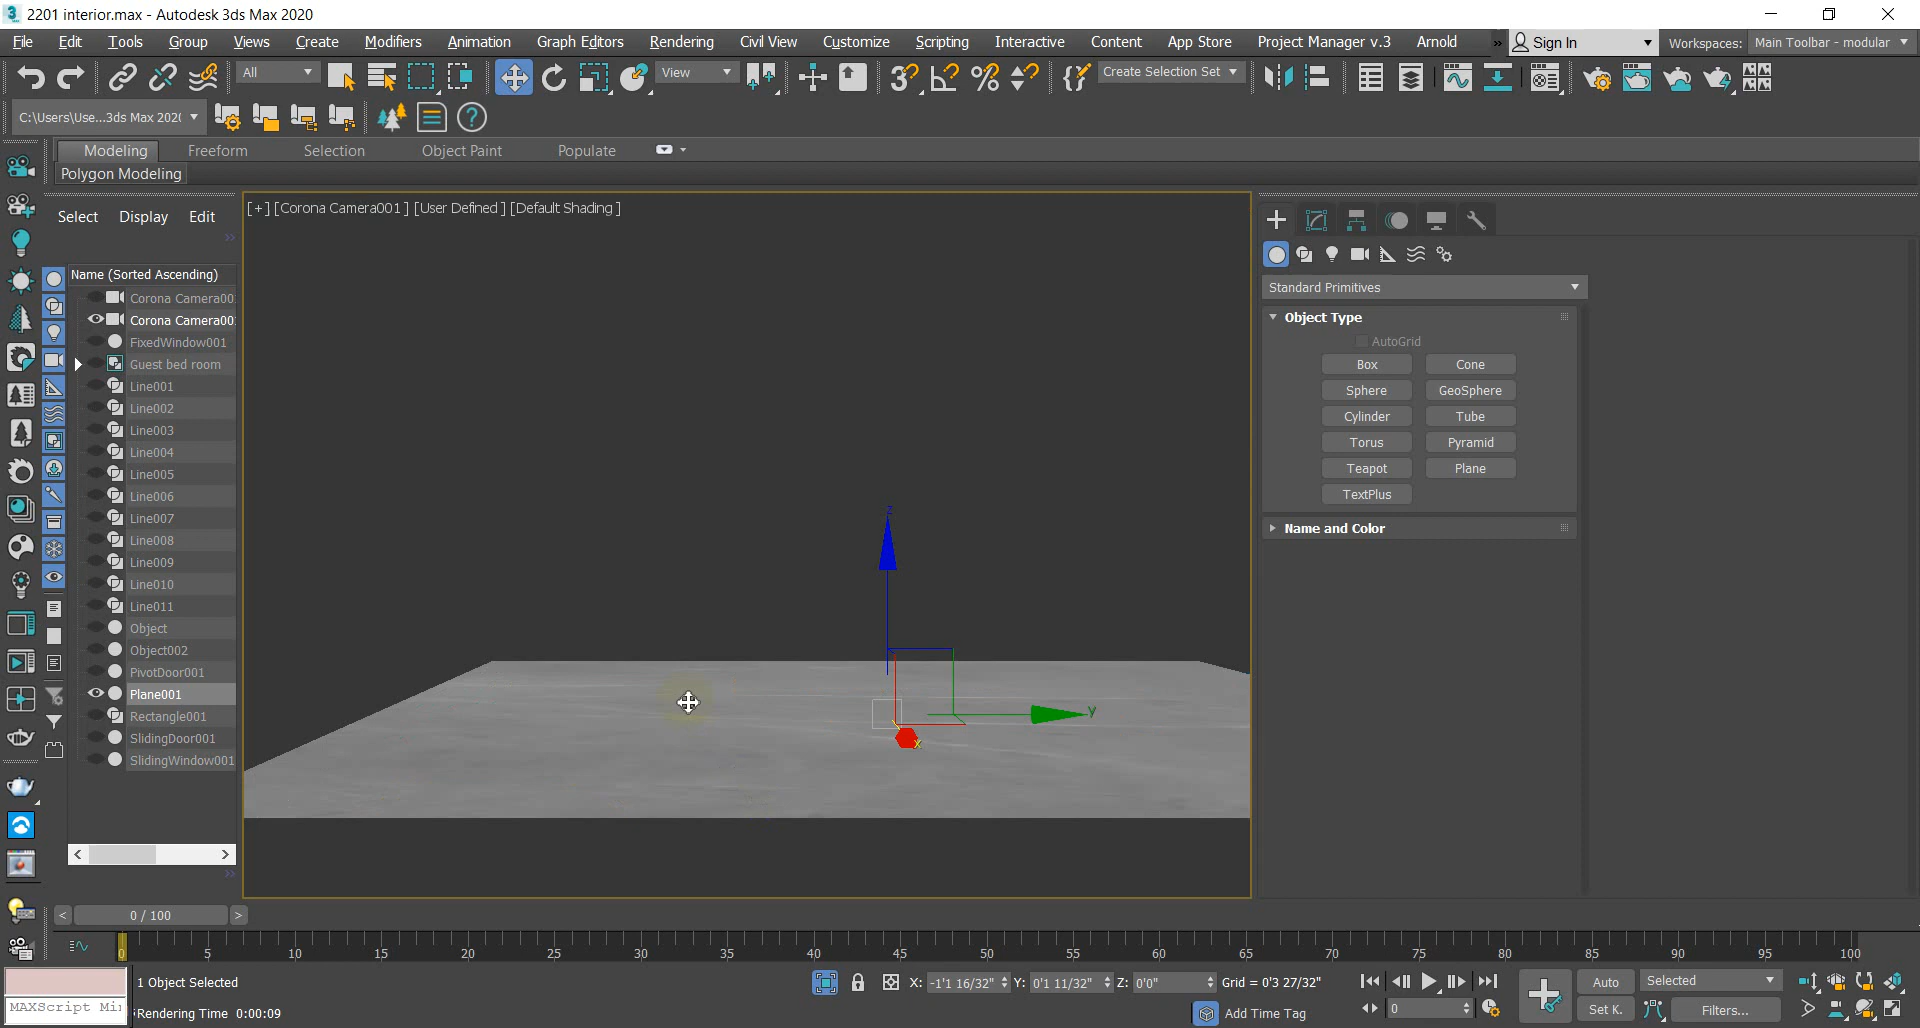 2201 interior.max - Autodesk 3ds Max 2020
File Edit Tools Group Views Create Modifiers Animation Graph Editors Rendering Civil View Customize Scripting Interactive Content App Store Project Manager v.3 Arnold » Sign In Workspaces: Main Toolbar - modular
All View Create Selection Set
C:\Users\Use...3ds Max 202
Modeling Freeform Selection Object Paint Populate
Polygon Modeling
Select Display Edit
[+] [Corona Camera001] [User Defined] [Default Shading]
Name (Sorted Ascending)
Corona Camera00
Corona Camera00
FixedWindow001
Guest bed room
Line001
Line002
Line003
Line004
Line005
Line006
Line007
Line008
Line009
Line010
Line011
Object
Object002
PivotDoor001
Plane001
Rectangle001
SlidingDoor001
SlidingWindow001
z
y
x
Standard Primitives
Object Type
AutoGrid
Box Cone
Sphere GeoSphere
Cylinder Tube
Torus Pyramid
Teapot Plane
TextPlus
Name and Color
< 0 / 100 >
0 5 10 15 20 25 30 35 40 45 50 55 60 65 70 75 80 85 90 95 100
1 Object Selected X: -1'1 16/32" Y: 0'1 11/32" Z: 0'0" Grid = 0'3 27/32" Auto Selected
MAXScript Mi Rendering Time 0:00:09 Add Time Tag 0 Set K. Filters...